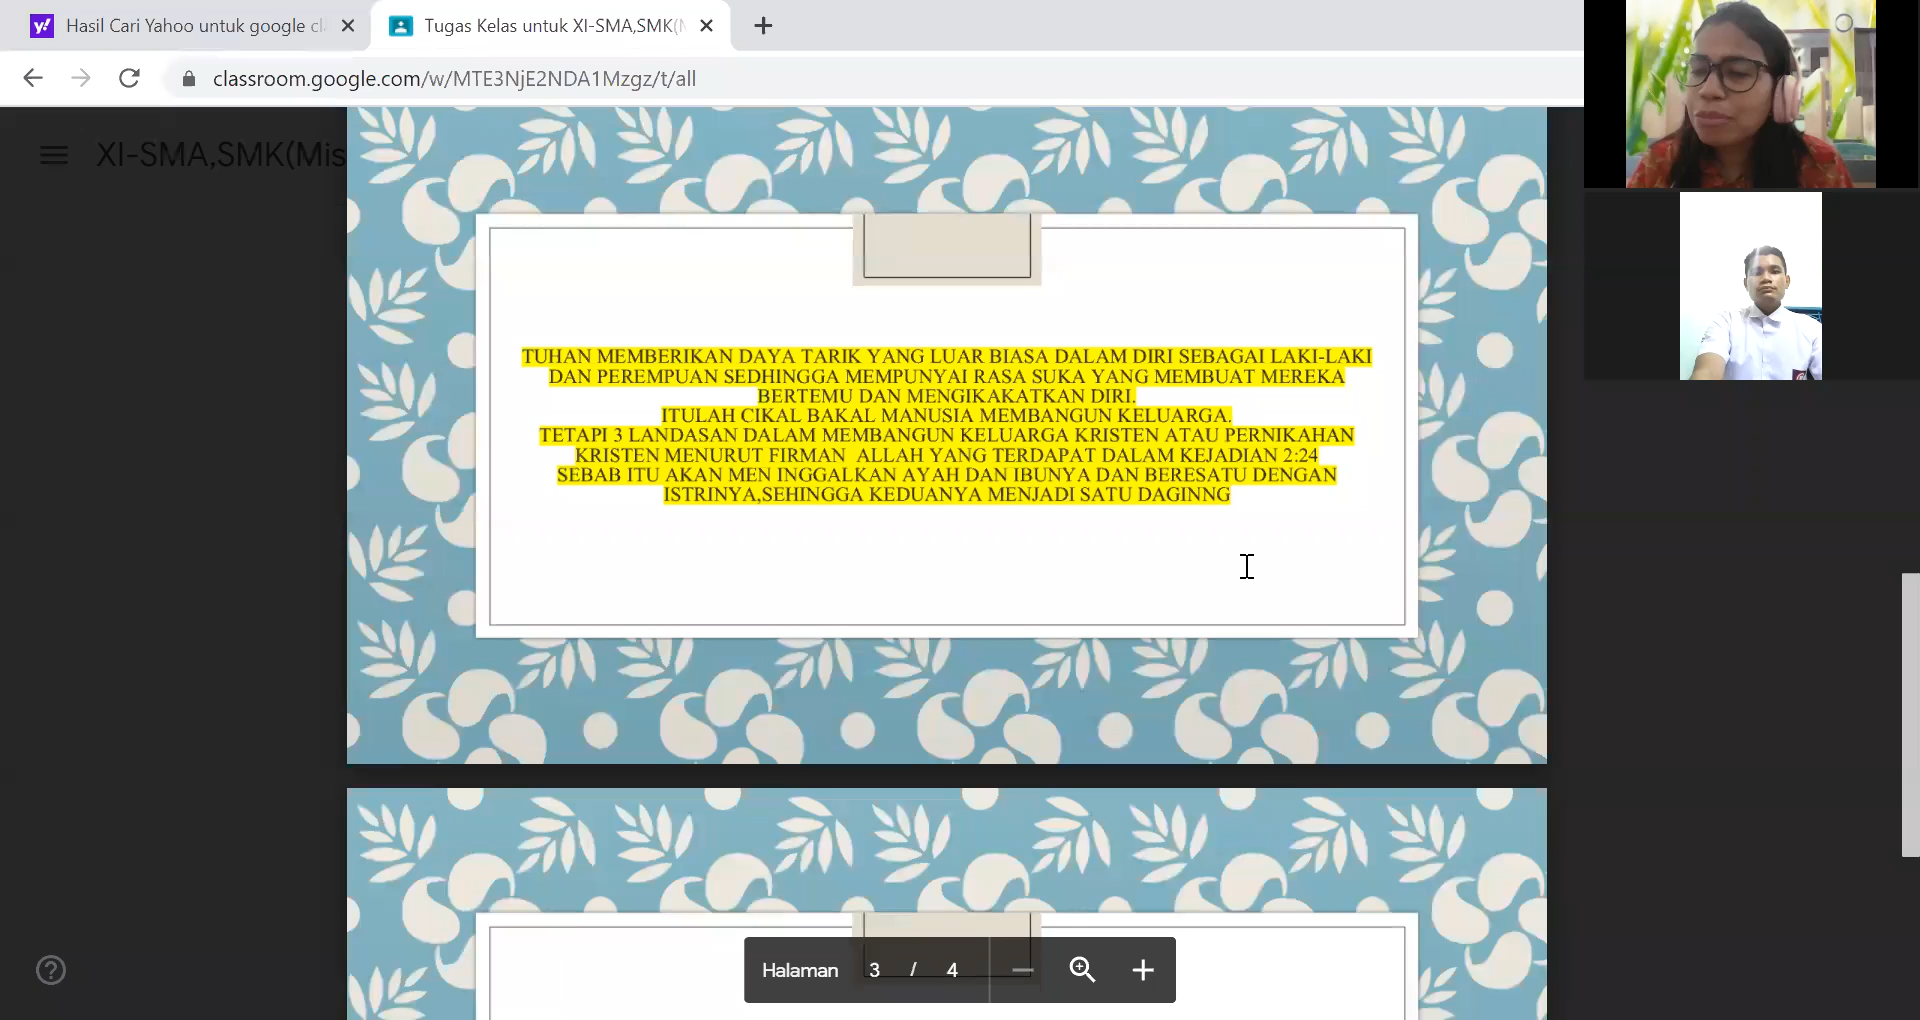 Hasil Cari Yahoo untuk google cl
Tugas Kelas untuk XI-SMA,SMK(M
classroom.google.com/w/MTE3NjE2NDA1Mzgz/t/all
XI-SMA,SMK(Mis
TUHAN MEMBERIKAN DAYA TARIK YANG LUAR BIASA DALAM DIRI SEBAGAI LAKI-LAKI
DAN PEREMPUAN SEDHINGGA MEMPUNYAI RASA SUKA YANG MEMBUAT MEREKA
BERTEMU DAN MENGIKAKATKAN DIRI.
ITULAH CIKAL BAKAL MANUSIA MEMBANGUN KELUARGA.
TETAPI 3 LANDASAN DALAM MEMBANGUN KELUARGA KRISTEN ATAU PERNIKAHAN
KRISTEN MENURUT FIRMAN  ALLAH YANG TERDAPAT DALAM KEJADIAN 2:24
SEBAB ITU AKAN MEN INGGALKAN AYAH DAN IBUNYA DAN BERESATU DENGAN
ISTRINYA,SEHINGGA KEDUANYA MENJADI SATU DAGINNG
Halaman 3 / 4